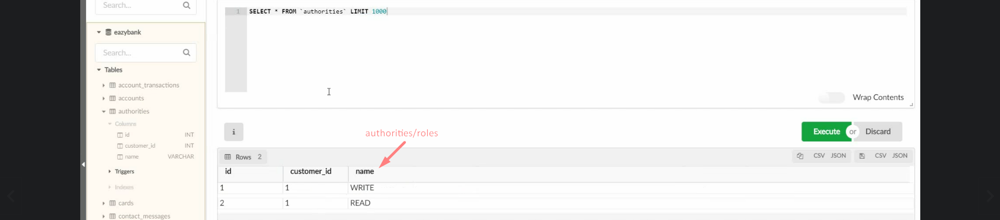 Search...
eazybank
Search...
Tables
account_transactions
accounts
authorities
Columns
id INT
customer_id INT
name VARCHAR
Triggers
Indexes
cards
contact_messages
1 SELECT * FROM `authorities` LIMIT 1000
Wrap Contents
i
authorities/roles
Execute or Discard
Rows 2
CSV JSON CSV JSON
id customer_id name
1 1 WRITE
2 1 READ